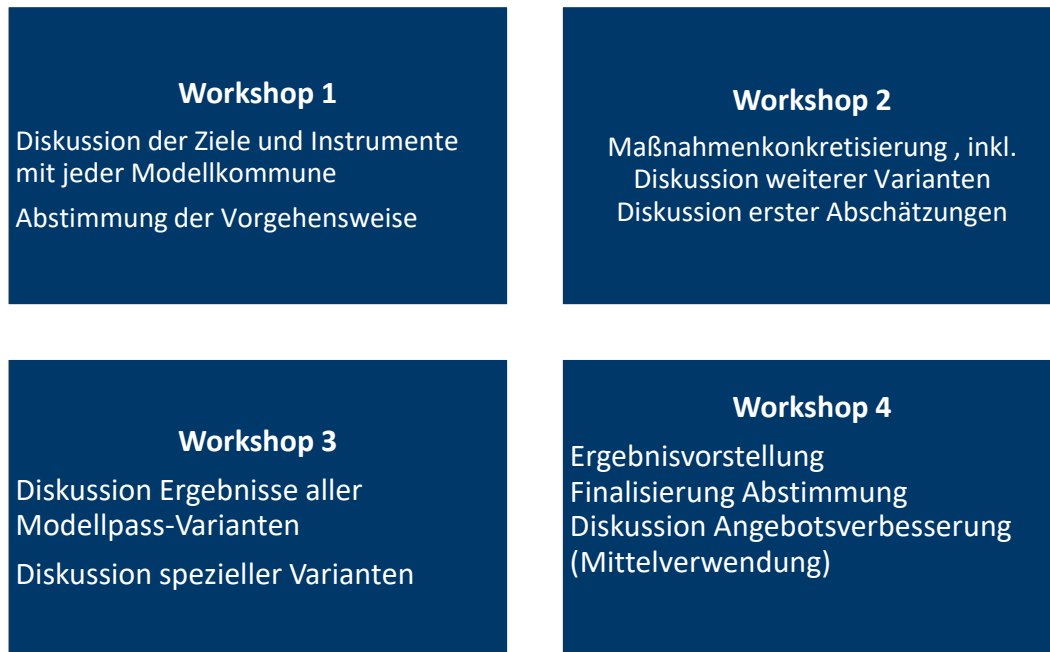 Workshop 1
Diskussion der Ziele und Instrumente
mit jeder Modellkommune
Abstimmung der Vorgehensweise
Workshop 2
Maßnahmenkonkretisierung , inkl.
Diskussion weiterer Varianten
Diskussion erster Abschätzungen
Workshop 3
Diskussion Ergebnisse aller
Modellpass-Varianten
Diskussion spezieller Varianten
Workshop 4
Ergebnisvorstellung
Finalisierung Abstimmung
Diskussion Angebotsverbesserung
(Mittelverwendung)